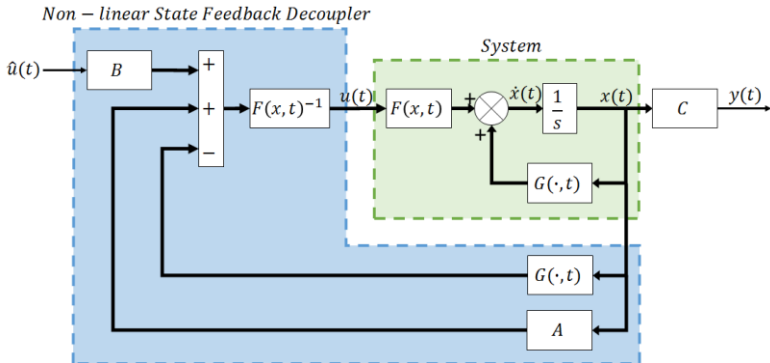 Non − linear State Feedback Decoupler
System
û(t)
B
+
+
−
F(x,t)⁻¹
u(t)
F(x,t)
+
+
ẋ(t)
1
s
x(t)
C
y(t)
G(·,t)
G(·,t)
A